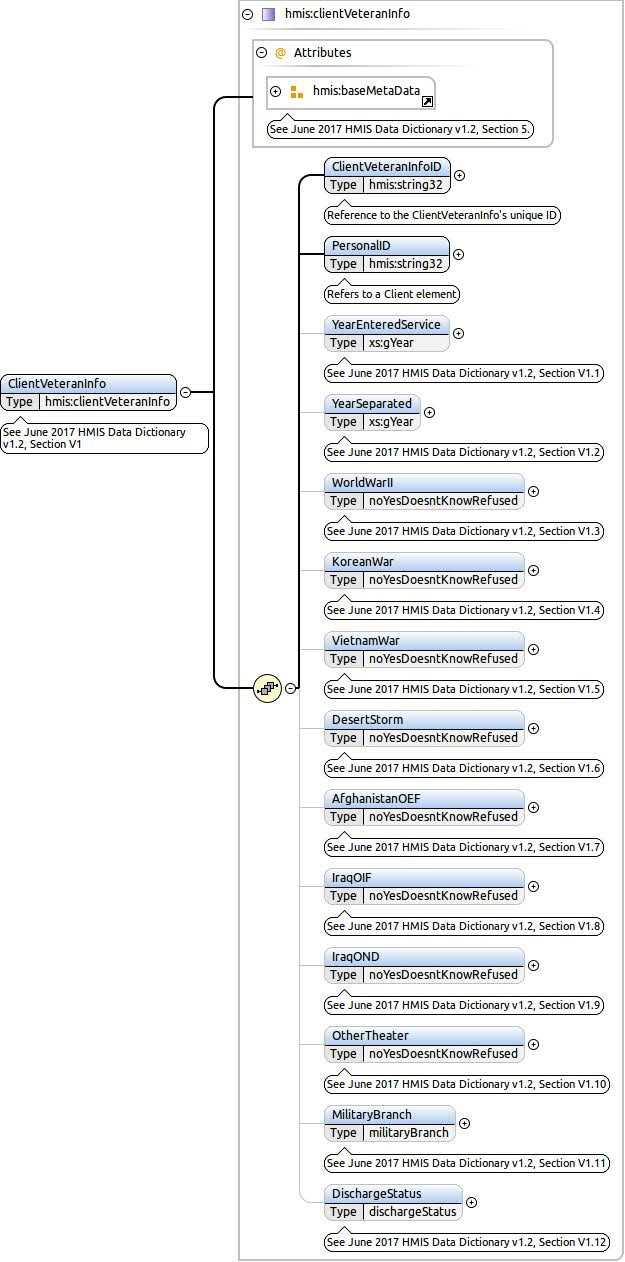 hmis:clientVeteranInfo
@ Attributes
hmis:baseMetaData
See June 2017 HMIS Data Dictionary v1.2, Section 5.
ClientVeteranInfoID
Type hmis:string32
Reference to the ClientVeteranInfo's unique ID
PersonalID
Type hmis:string32
Refers to a Client element
YearEnteredService
Type xs:gYear
See June 2017 HMIS Data Dictionary v1.2, Section V1.1
ClientVeteranInfo
Type hmis:clientVeteranInfo
See June 2017 HMIS Data Dictionary
v1.2, Section V1
YearSeparated
Type xs:gYear
See June 2017 HMIS Data Dictionary v1.2, Section V1.2
WorldWarII
Type noYesDoesntKnowRefused
See June 2017 HMIS Data Dictionary v1.2, Section V1.3
KoreanWar
Type noYesDoesntKnowRefused
See June 2017 HMIS Data Dictionary v1.2, Section V1.4
VietnamWar
Type noYesDoesntKnowRefused
See June 2017 HMIS Data Dictionary v1.2, Section V1.5
DesertStorm
Type noYesDoesntKnowRefused
See June 2017 HMIS Data Dictionary v1.2, Section V1.6
AfghanistanOEF
Type noYesDoesntKnowRefused
See June 2017 HMIS Data Dictionary v1.2, Section V1.7
IraqOIF
Type noYesDoesntKnowRefused
See June 2017 HMIS Data Dictionary v1.2, Section V1.8
IraqOND
Type noYesDoesntKnowRefused
See June 2017 HMIS Data Dictionary v1.2, Section V1.9
OtherTheater
Type noYesDoesntKnowRefused
See June 2017 HMIS Data Dictionary v1.2, Section V1.10
MilitaryBranch
Type militaryBranch
See June 2017 HMIS Data Dictionary v1.2, Section V1.11
DischargeStatus
Type dischargeStatus
See June 2017 HMIS Data Dictionary v1.2, Section V1.12